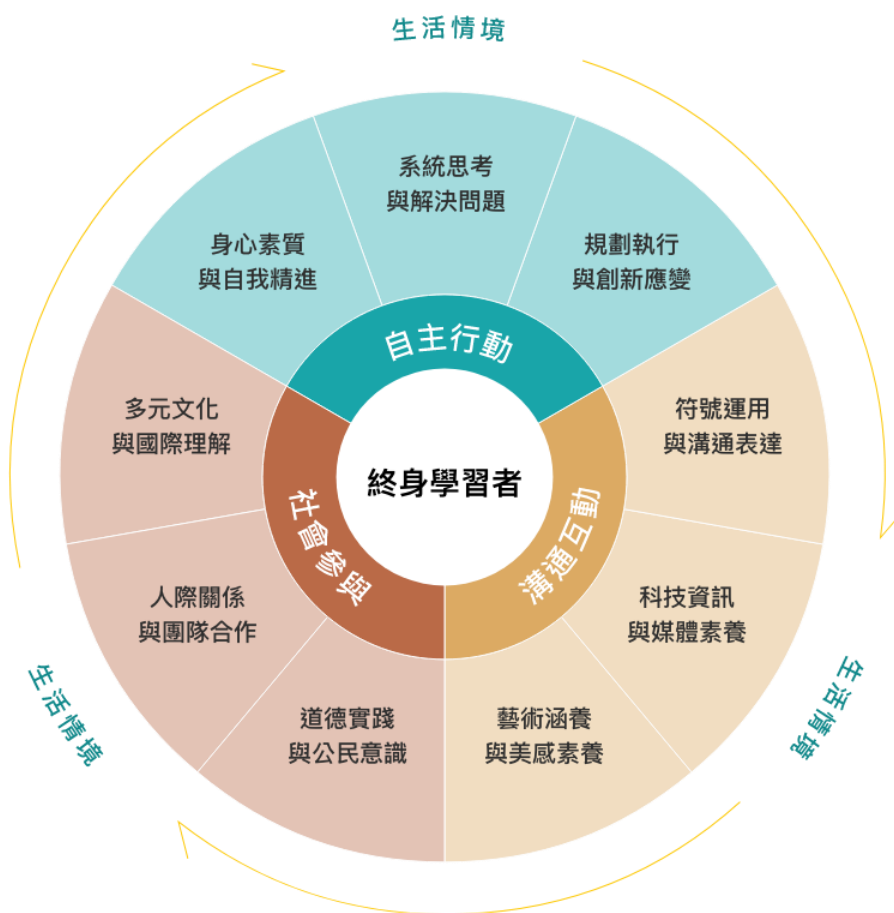 生活情境
系統思考
與解決問題
身心素質
與自我精進
規劃執行
與創新應變
自主行動
多元文化
與國際理解
符號運用
與溝通表達
終身學習者
社會參與
溝通互動
人際關係
與團隊合作
科技資訊
與媒體素養
生活情境
生活情境
道德實踐
與公民意識
藝術涵養
與美感素養